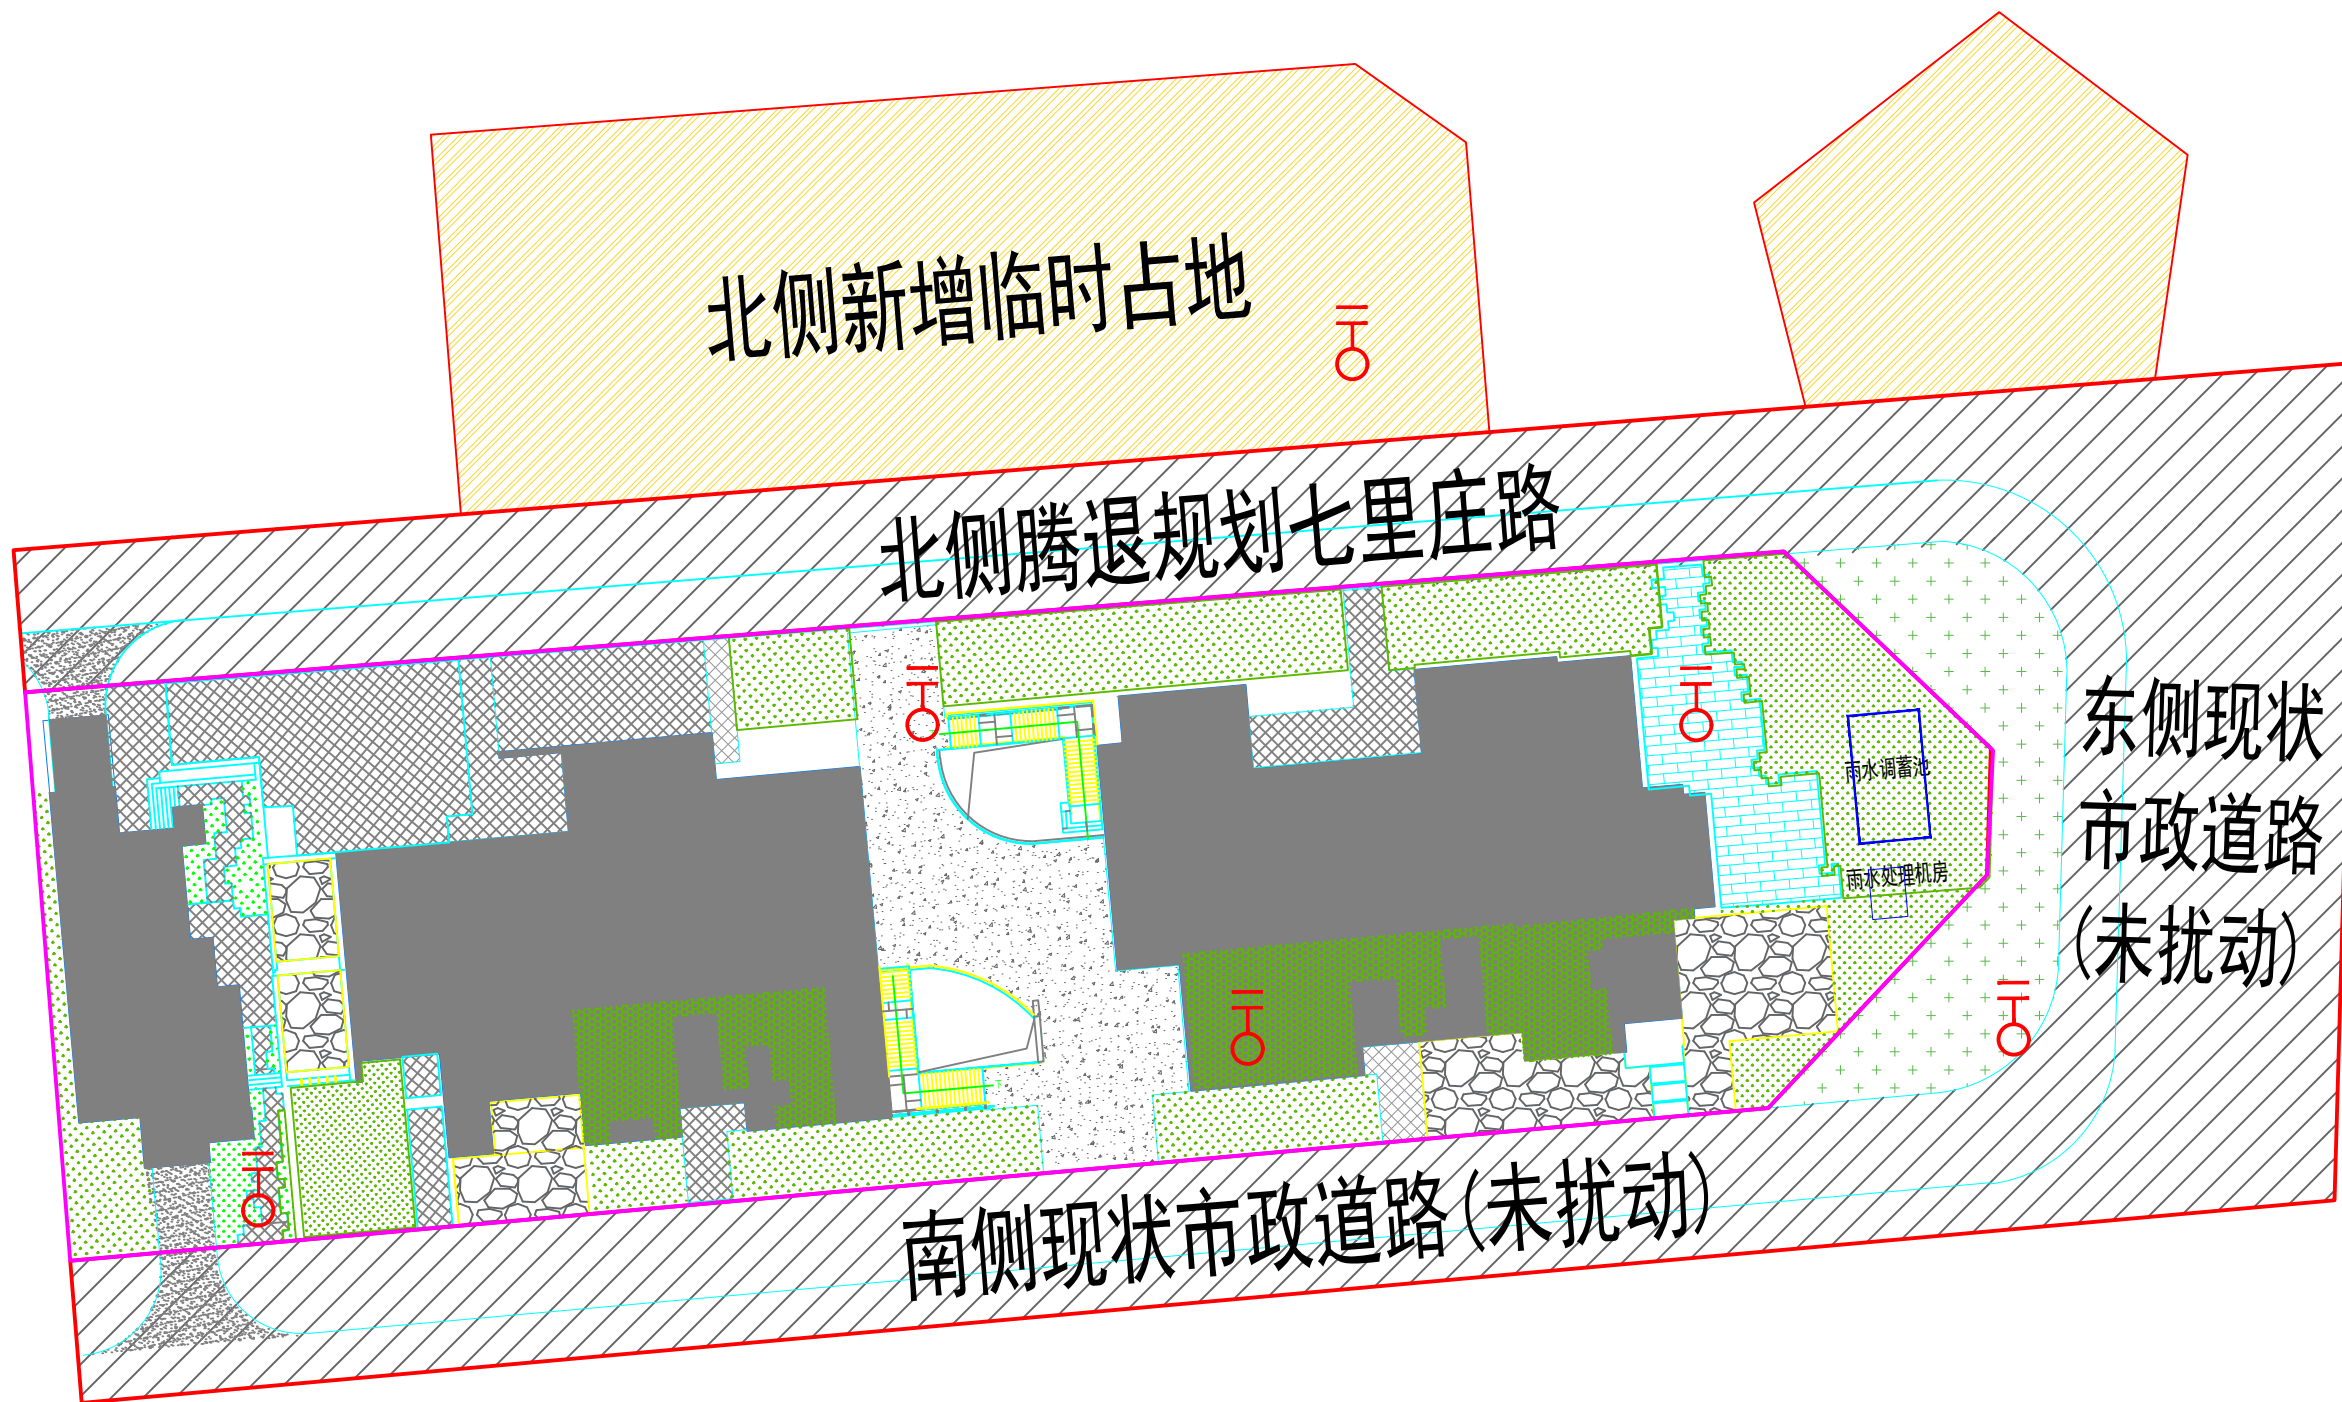 北侧新增临时占地
北侧腾退规划七里庄路
雨水调蓄池
雨水处理机房
东侧现状
市政道路
(未扰动)
南侧现状市政道路(未扰动)